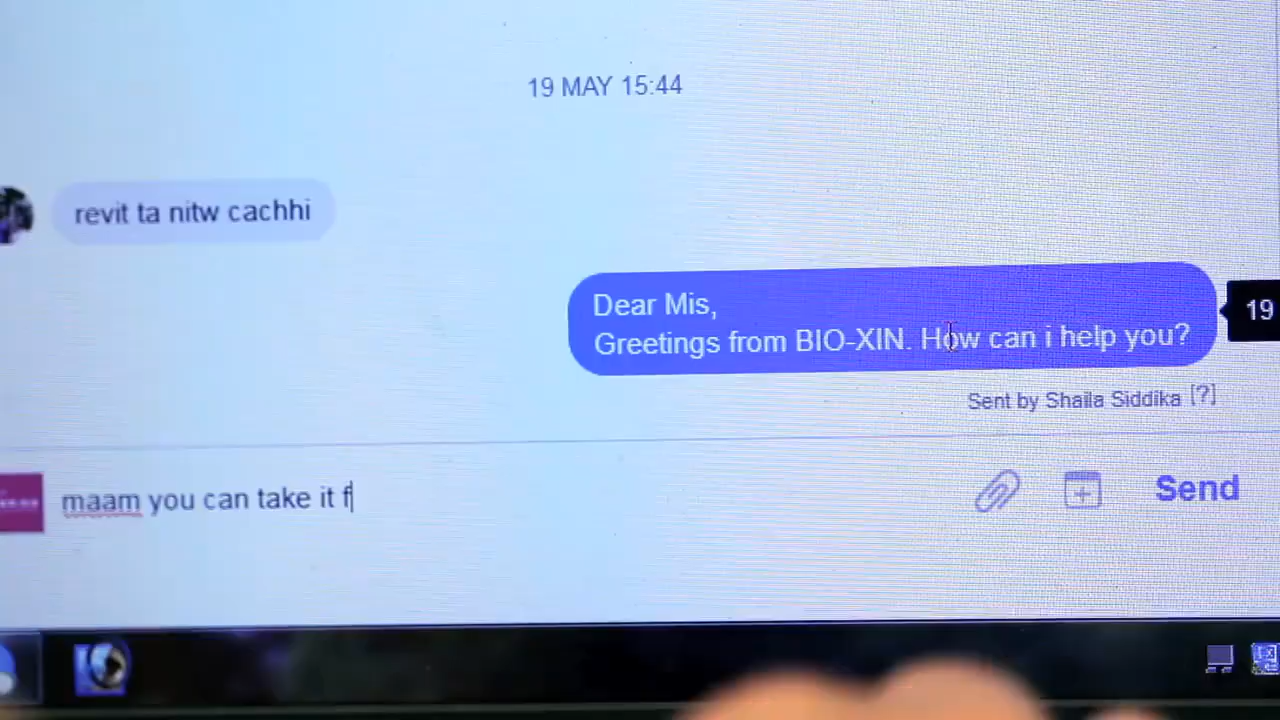 19 MAY 15:44
revit ta nitw cachhi
Dear Mis,
Greetings from BIO-XIN. How can i help you?
19
Sent by Shaila Siddika [?]
maam you can take it f
Send